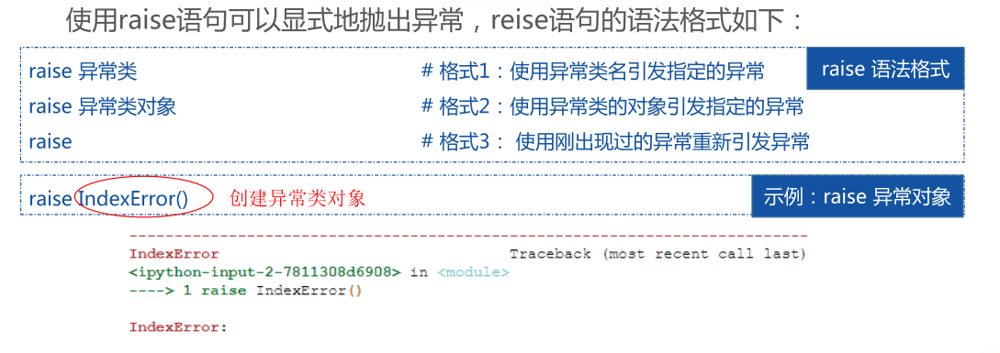 使用raise语句可以显式地抛出异常，reise语句的语法格式如下：
raise 异常类 # 格式1：使用异常类名引发指定的异常 raise 语法格式
raise 异常类对象 # 格式2：使用异常类的对象引发指定的异常
raise # 格式3： 使用刚出现过的异常重新引发异常
raise IndexError() 创建异常类对象 示例：raise 异常对象
---------------------------------------------------------------------------
IndexError Traceback (most recent call last)
<ipython-input-2-7811308d6908> in <module>
----> 1 raise IndexError()
IndexError: